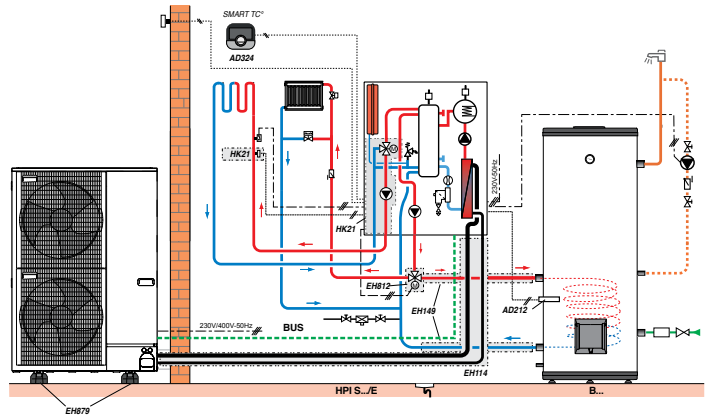 SMART TC°
AD324
HK21
HK21
M
230V/50Hz
EH812
M
EH149
AD212
230V/400V-50Hz
BUS
EH114
EH879
HPI S.../E
B...